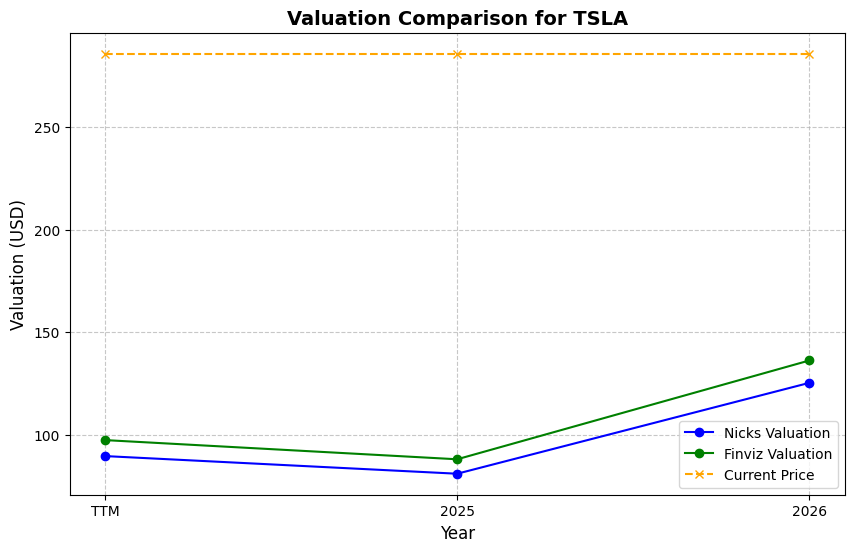 Valuation Comparison for TSLA
Valuation (USD)
250
200
150
100
TTM
2025
2026
Year
Nicks Valuation
Finviz Valuation
Current Price